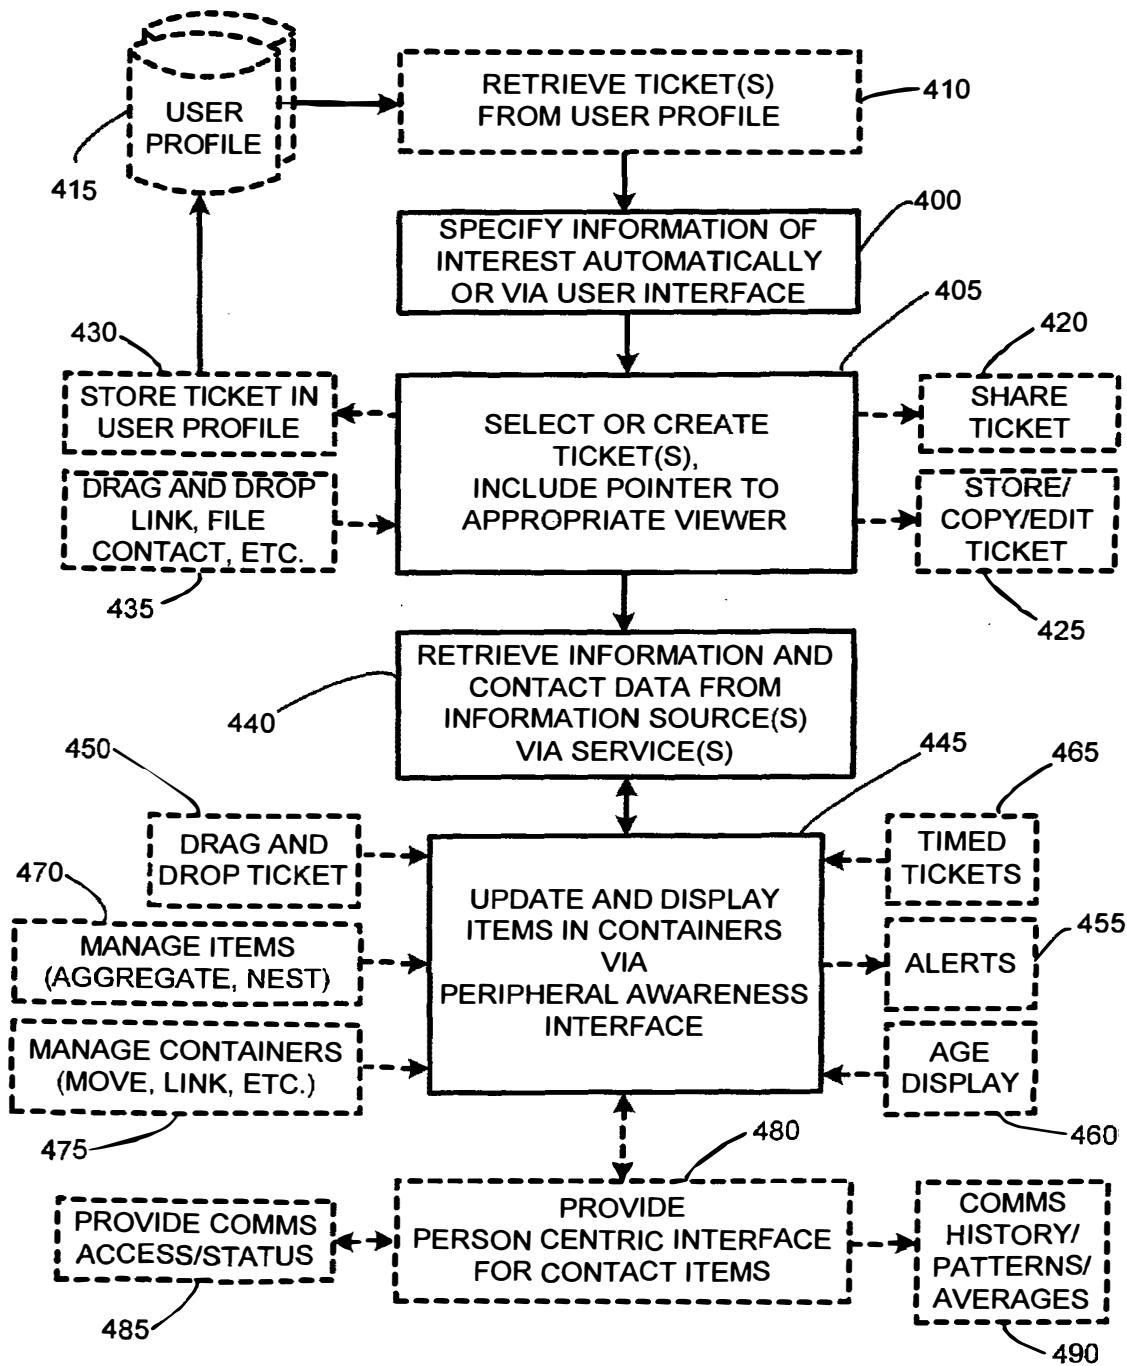 USER
PROFILE
415
RETRIEVE TICKET(S)
FROM USER PROFILE
410
SPECIFY INFORMATION OF
INTEREST AUTOMATICALLY
OR VIA USER INTERFACE
400
405
430
STORE TICKET IN
USER PROFILE
SELECT OR CREATE
TICKET(S),
INCLUDE POINTER TO
APPROPRIATE VIEWER
420
SHARE
TICKET
DRAG AND DROP
LINK, FILE
CONTACT, ETC.
435
STORE/
COPY/EDIT
TICKET
425
RETRIEVE INFORMATION AND
CONTACT DATA FROM
INFORMATION SOURCE(S)
VIA SERVICE(S)
440
450
445
465
DRAG AND
DROP TICKET
TIMED
TICKETS
470
MANAGE ITEMS
(AGGREGATE, NEST)
UPDATE AND DISPLAY
ITEMS IN CONTAINERS
VIA
PERIPHERAL AWARENESS
INTERFACE
ALERTS
455
MANAGE CONTAINERS
(MOVE, LINK, ETC.)
475
AGE
DISPLAY
460
480
PROVIDE COMMS
ACCESS/STATUS
485
PROVIDE
PERSON CENTRIC INTERFACE
FOR CONTACT ITEMS
COMMS
HISTORY/
PATTERNS/
AVERAGES
490